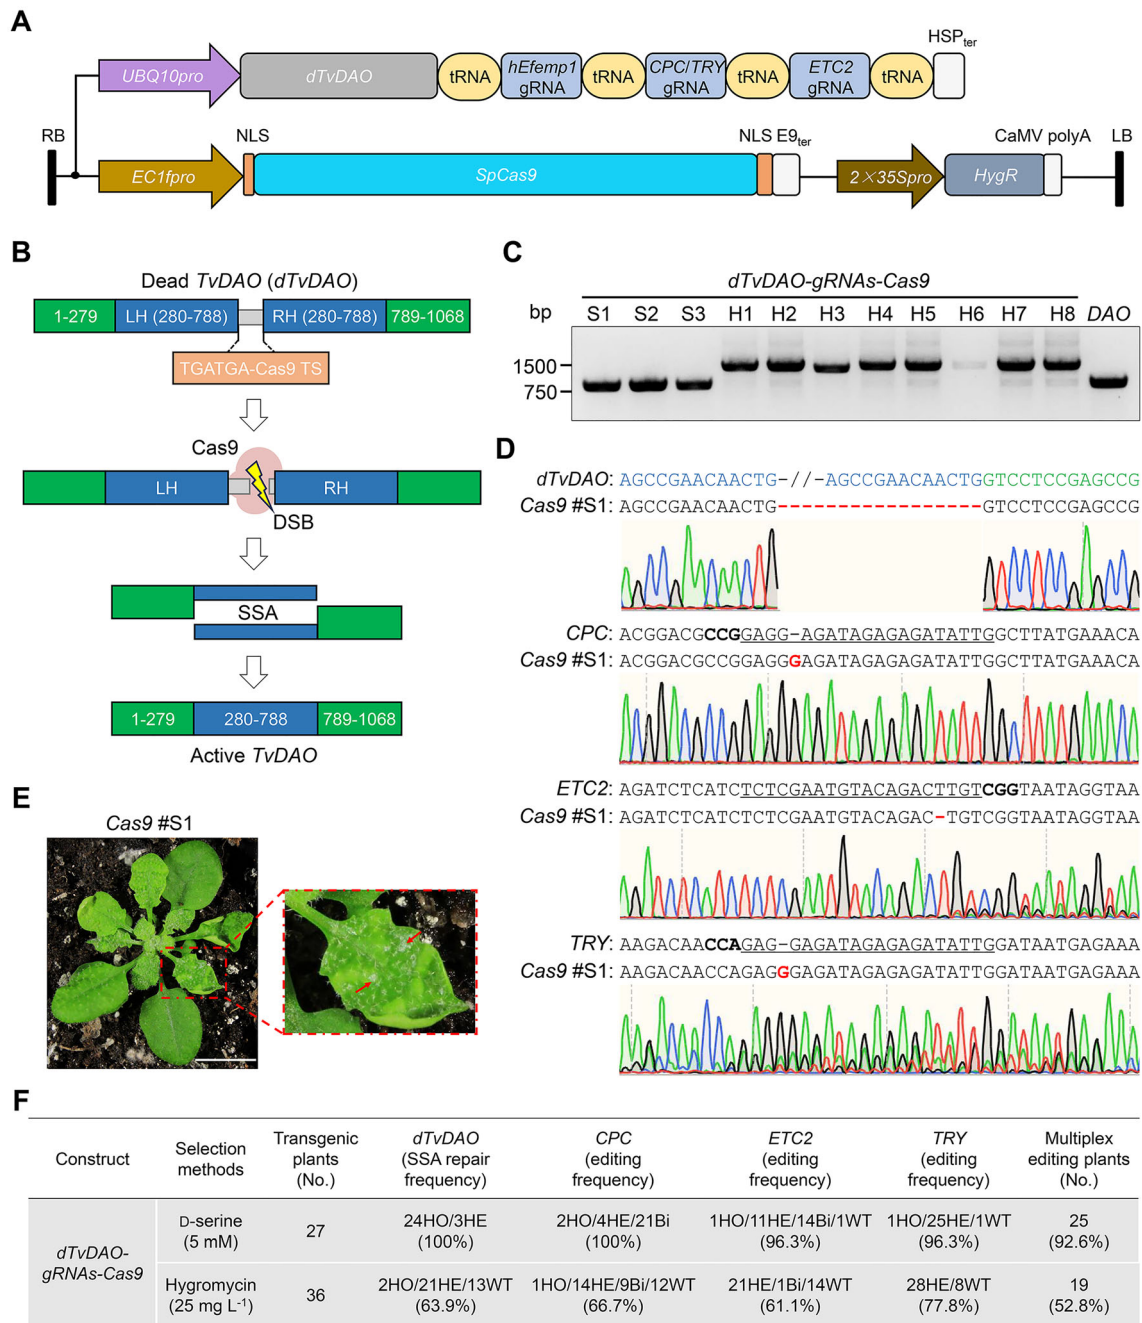 A
UBQ10pro
dTvDAO
tRNA
hEfemp1
gRNA
tRNA
CPC/TRY
gRNA
tRNA
ETC2
gRNA
tRNA
HSPter
RB
NLS
NLS E9ter
CaMV polyA
LB
EC1fpro
SpCas9
2×35Spro
HygR
B
Dead TvDAO (dTvDAO)
1-279
LH (280-788)
RH (280-788)
789-1068
TGATGA-Cas9 TS
Cas9
LH
RH
DSB
SSA
1-279
280-788
789-1068
Active TvDAO
C
dTvDAO-gRNAs-Cas9
bp S1 S2 S3 H1 H2 H3 H4 H5 H6 H7 H8 DAO
1500
750
D
dTvDAO: AGCCGAACAACTG-//-AGCCGAACAACTGGTCCTCCGAGCCG
Cas9 #S1: AGCCGAACAACTG-----------------GTCCTCCGAGCCG
CPC: ACGGACGCCGGAGG-AGATAGAGAGATATTGGCTTATGAAACA
Cas9 #S1: ACGGACGCCGGAGGGAGATAGAGAGATATTGGCTTATGAAACA
ETC2: AGATCTCATCTCTCGAATGTACAGACTTGTCGGTAATAGGTAA
Cas9 #S1: AGATCTCATCTCTCGAATGTACAGAC-TGTCGGTAATAGGTAA
TRY: AAGACAACCAGAG-GAGATAGAGAGATATTGGATAATGAGAAA
Cas9 #S1: AAGACAACCAGAGGGAGATAGAGAGATATTGGATAATGAGAAA
E
Cas9 #S1
F
Construct
Selection
methods
Transgenic
plants
(No.)
dTvDAO
(SSA repair
frequency)
CPC
(editing
frequency)
ETC2
(editing
frequency)
TRY
(editing
frequency)
Multiplex
editing plants
(No.)
dTvDAO-
gRNAs-Cas9
D-serine
(5 mM)
27
24HO/3HE
(100%)
2HO/4HE/21Bi
(100%)
1HO/11HE/14Bi/1WT
(96.3%)
1HO/25HE/1WT
(96.3%)
25
(92.6%)
Hygromycin
(25 mg L-1)
36
2HO/21HE/13WT
(63.9%)
1HO/14HE/9Bi/12WT
(66.7%)
21HE/1Bi/14WT
(61.1%)
28HE/8WT
(77.8%)
19
(52.8%)